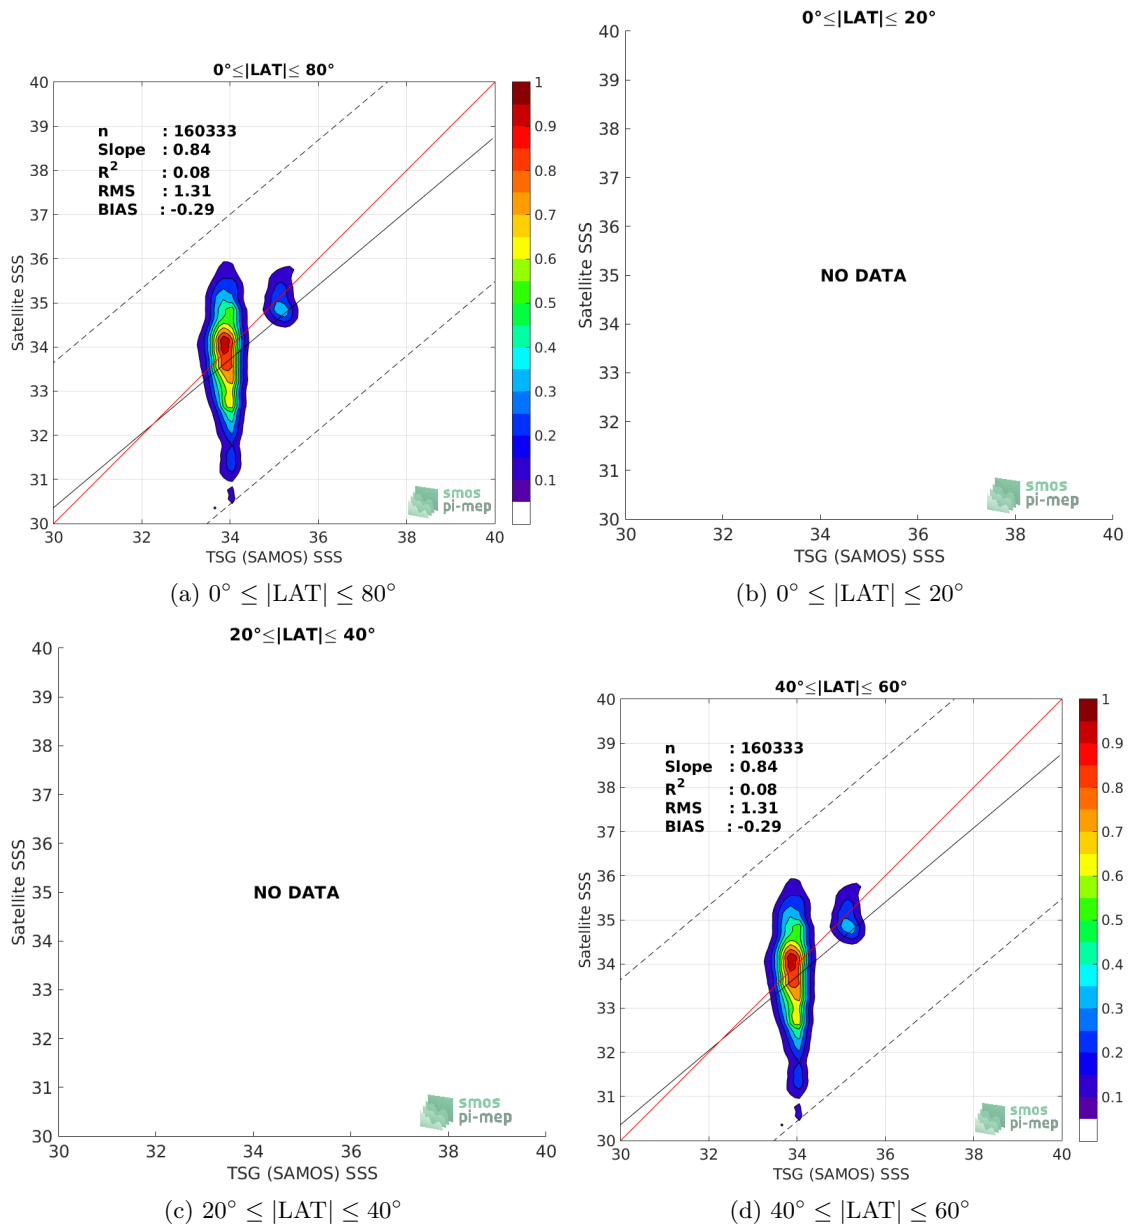 0°≤|LAT|≤ 80°
40
39
38
37
36
35
34
33
32
31
30
Satellite SSS
n : 160333
Slope : 0.84
R² : 0.08
RMS : 1.31
BIAS : -0.29
smos
pi-mep
30 32 34 36 38 40
TSG (SAMOS) SSS
1
0.9
0.8
0.7
0.6
0.5
0.4
0.3
0.2
0.1
(a) 0° ≤ |LAT| ≤ 80°
0°≤|LAT|≤ 20°
40
39
38
37
36
35
34
33
32
31
30
Satellite SSS
NO DATA
smos
pi-mep
30 32 34 36 38 40
TSG (SAMOS) SSS
(b) 0° ≤ |LAT| ≤ 20°
20°≤|LAT|≤ 40°
40
39
38
37
36
35
34
33
32
31
30
Satellite SSS
NO DATA
smos
pi-mep
30 32 34 36 38 40
TSG (SAMOS) SSS
(c) 20° ≤ |LAT| ≤ 40°
40°≤|LAT|≤ 60°
40
39
38
37
36
35
34
33
32
31
30
Satellite SSS
n : 160333
Slope : 0.84
R² : 0.08
RMS : 1.31
BIAS : -0.29
smos
pi-mep
30 32 34 36 38 40
TSG (SAMOS) SSS
1
0.9
0.8
0.7
0.6
0.5
0.4
0.3
0.2
0.1
(d) 40° ≤ |LAT| ≤ 60°